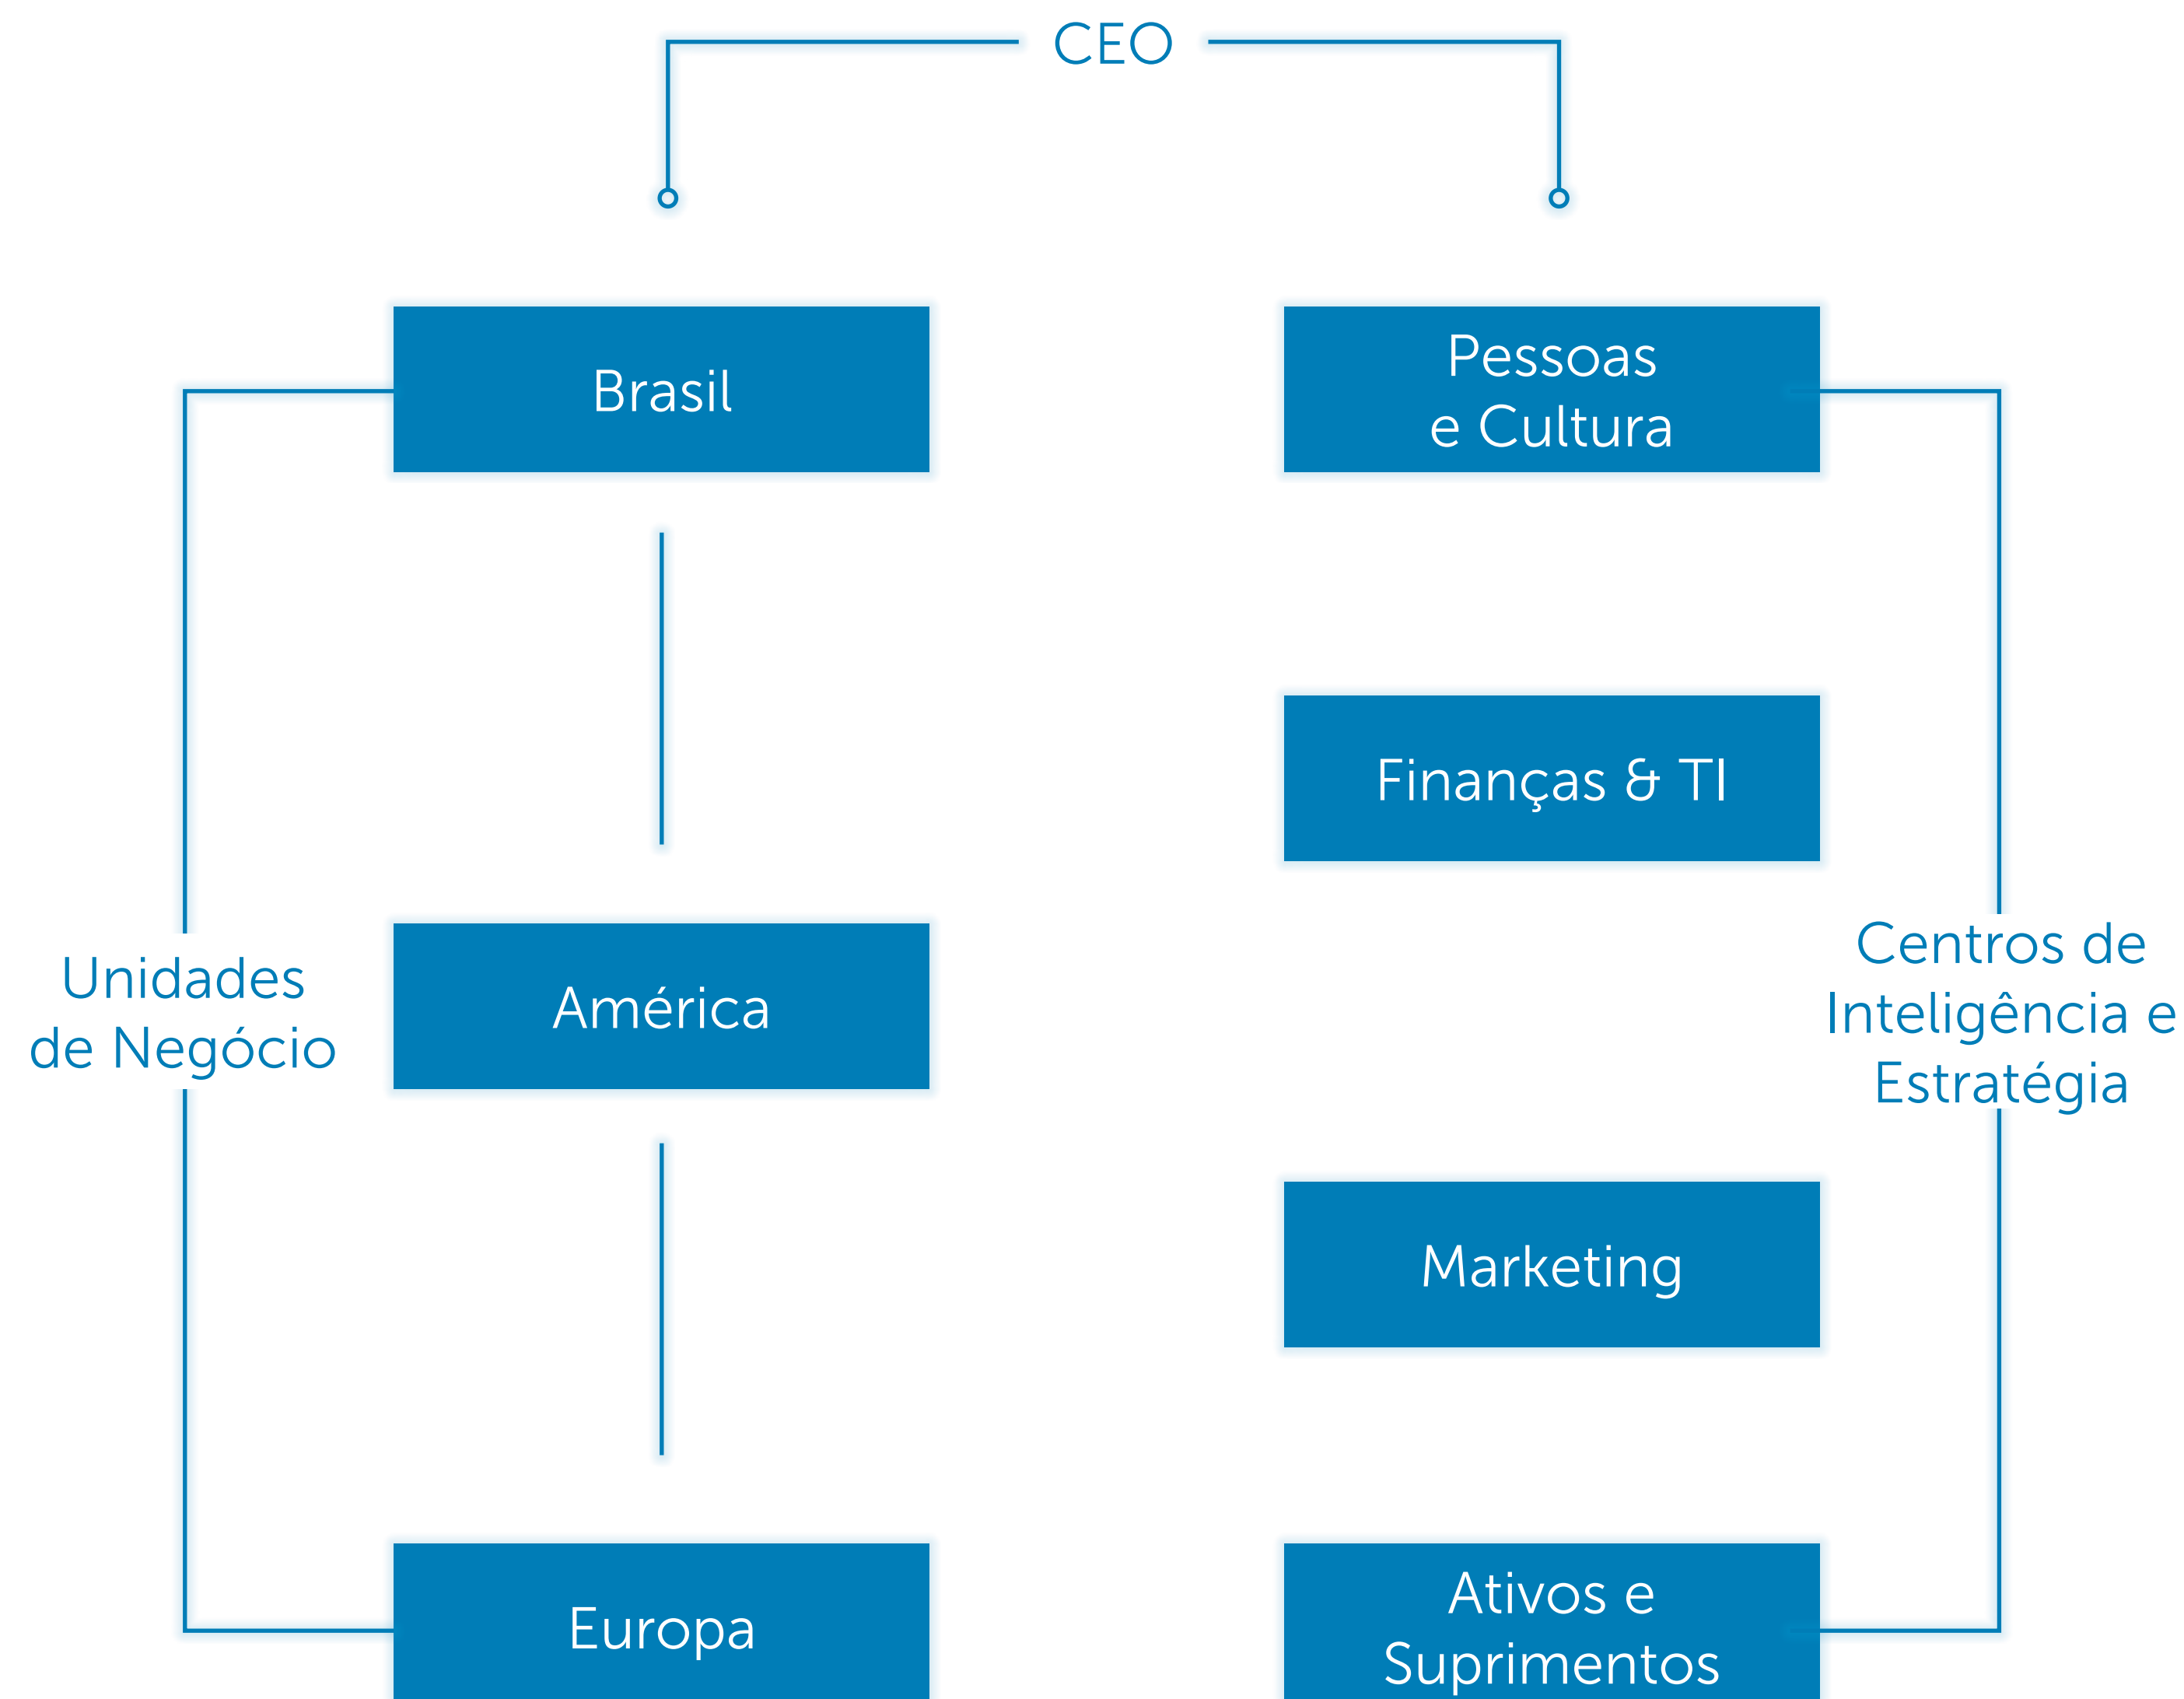 CEO
Brasil
Pessoas
e Cultura
Finanças & TI
Unidades
de Negócio
América
Centros de
Inteligência e
Estratégia
Marketing
Europa
Ativos e
Suprimentos